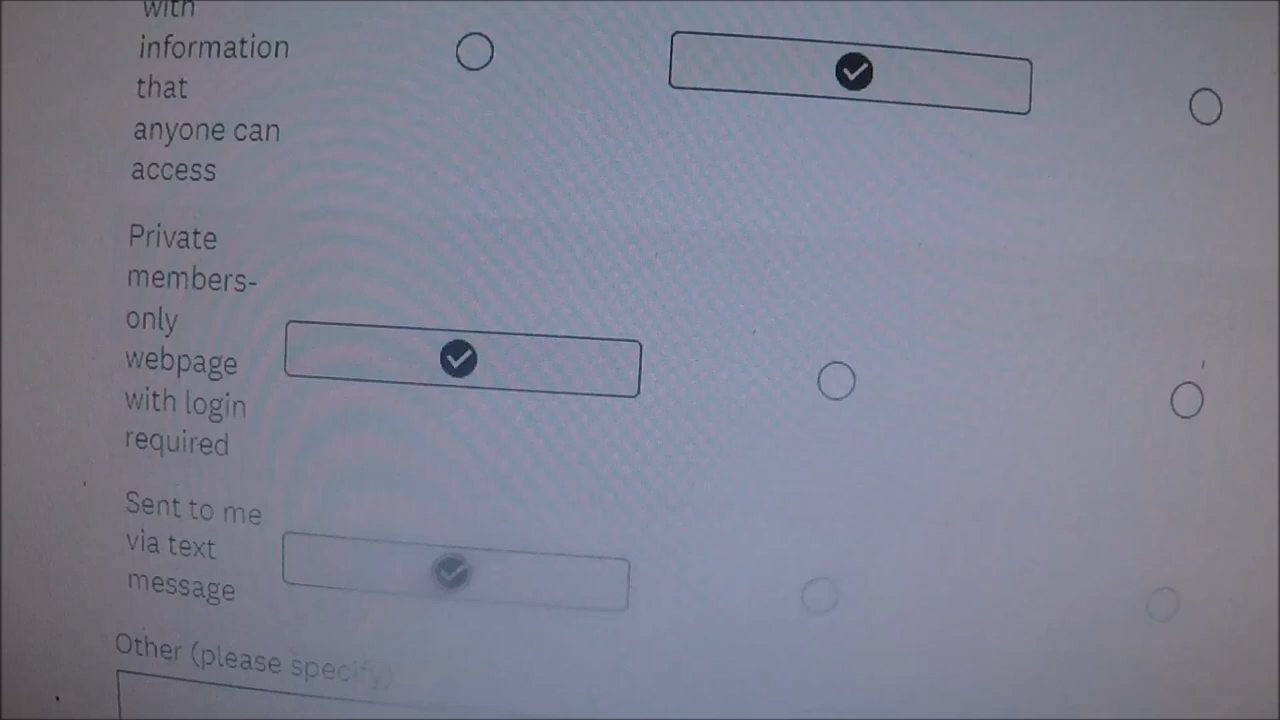 with
information
that
anyone can
access
Private
members-
only
webpage
with login
required
Sent to me
via text
message
Other (please specify)